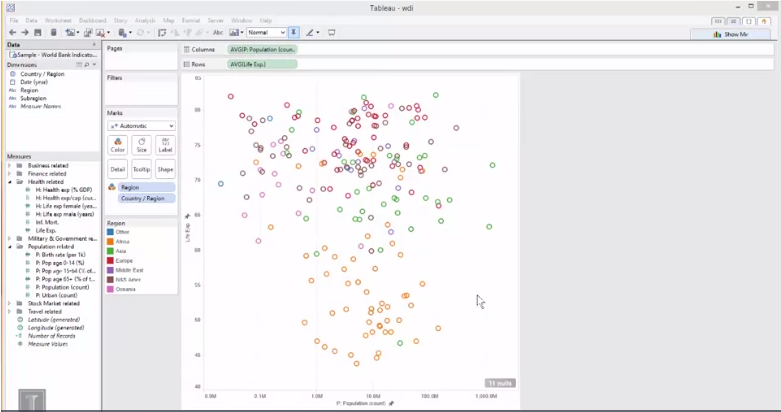 Tableau - wdi
File Data Worksheet Dashboard Story Analysis Map Format Server Window Help
Abc Normal
Show Me
Data
Sample - World Bank Indicato...
Dimensions
Country / Region
Date (year)
Abc Region
Abc Subregion
Abc Measure Names
Measures
Business related
Finance related
Health related
H: Health exp (% GDP)
H: Health exp/cap (cur...
H: Life exp female (yea...
H: Life exp male (years)
Inf. Mort.
Life Exp.
Military & Government re...
Population related
P: Birth rate (per 1k)
P: Pop age 0-14 (%)
P: Pop age 15-64 (% of...
P: Pop age 65+ (% of t...
P: Population (count)
P: Urban (count)
Stock Market related
Travel related
Latitude (generated)
Longitude (generated)
Number of Records
Measure Values
Pages
Filters
Marks
Automatic
Color Size Label
Detail Tooltip Shape
Region
Country / Region
Region
Other
Africa
Asia
Europe
Middle East
Oceania
Columns AVG(P: Population (coun..
Rows AVG(Life Exp.)
85
80
75
70
65
60
55
50
45
40
Life Exp.
0.0M 0.1M 1.0M 10.0M 100.0M 1,000.0M
P: Population (count)
11 nulls